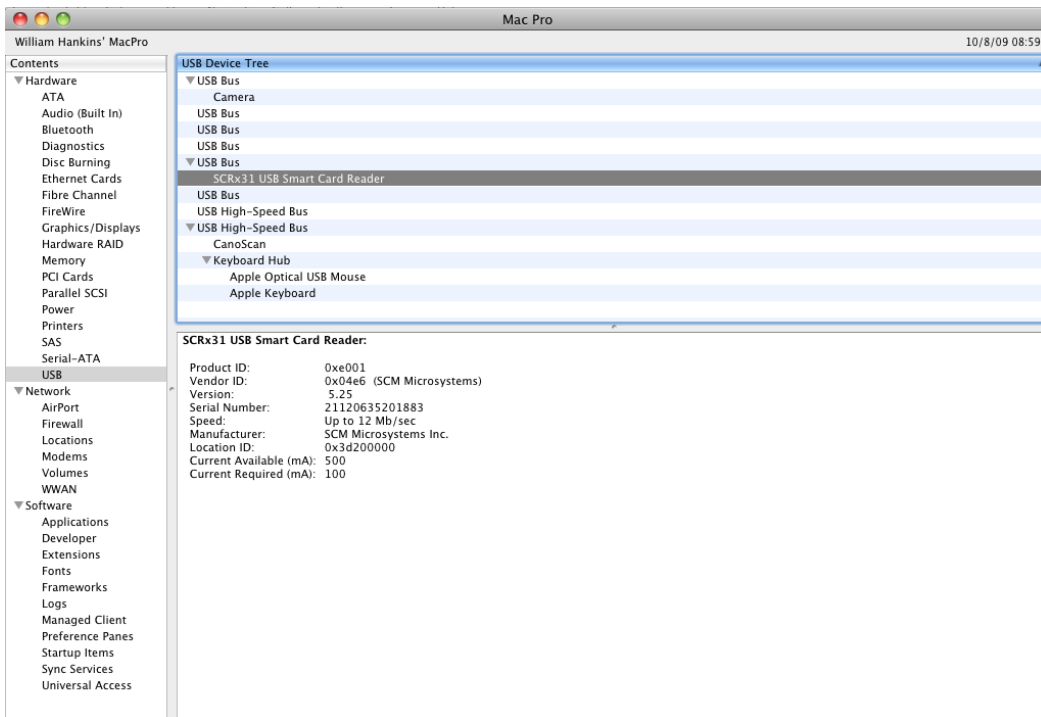 Mac Pro
William Hankins' MacPro 10/8/09 08:59
Contents
Hardware
ATA
Audio (Built In)
Bluetooth
Diagnostics
Disc Burning
Ethernet Cards
Fibre Channel
FireWire
Graphics/Displays
Hardware RAID
Memory
PCI Cards
Parallel SCSI
Power
Printers
SAS
Serial-ATA
USB
Network
AirPort
Firewall
Locations
Modems
Volumes
WWAN
Software
Applications
Developer
Extensions
Fonts
Frameworks
Logs
Managed Client
Preference Panes
Startup Items
Sync Services
Universal Access
USB Device Tree
USB Bus
Camera
USB Bus
USB Bus
USB Bus
USB Bus
SCRx31 USB Smart Card Reader
USB Bus
USB High-Speed Bus
USB High-Speed Bus
CanoScan
Keyboard Hub
Apple Optical USB Mouse
Apple Keyboard
SCRx31 USB Smart Card Reader:
Product ID: 0xe001
Vendor ID: 0x04e6 (SCM Microsystems)
Version: 5.25
Serial Number: 21120635201883
Speed: Up to 12 Mb/sec
Manufacturer: SCM Microsystems Inc.
Location ID: 0x3d200000
Current Available (mA): 500
Current Required (mA): 100